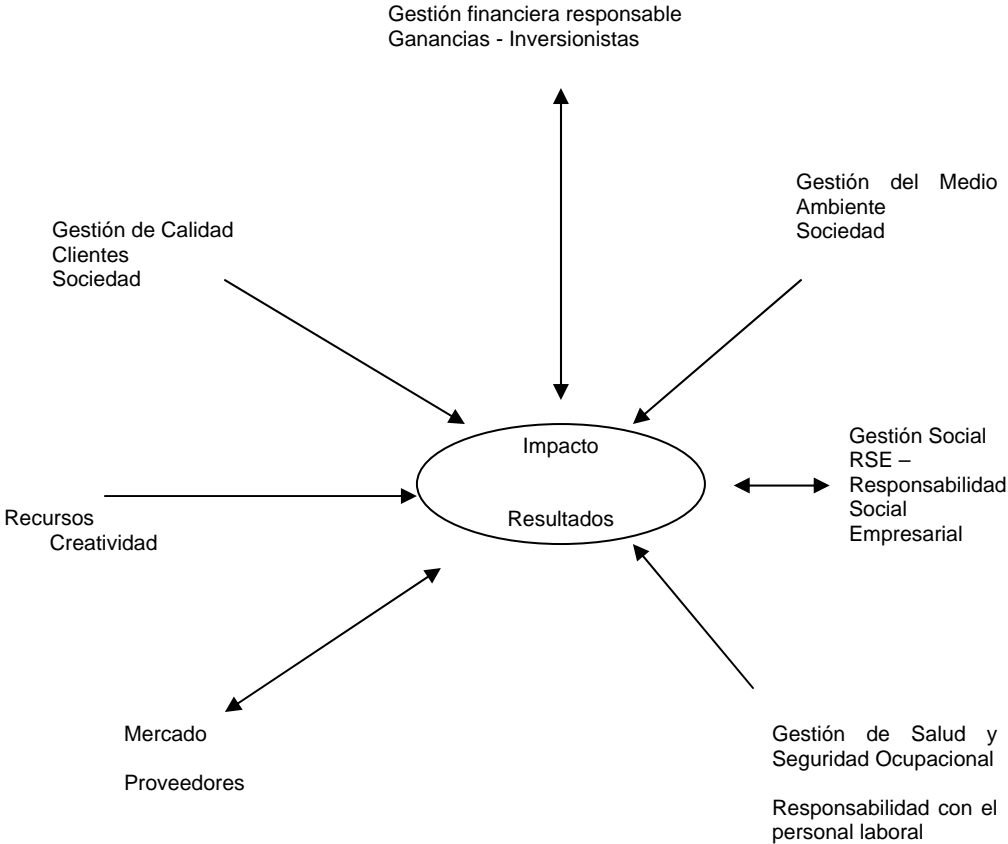 Gestión financiera responsable
Ganancias - Inversionistas
Gestión del Medio
Ambiente
Sociedad
Gestión de Calidad
Clientes
Sociedad
Impacto
Resultados
Gestión Social
RSE –
Responsabilidad
Social
Empresarial
Recursos
Creatividad
Mercado
Proveedores
Gestión de Salud y
Seguridad Ocupacional
Responsabilidad con el
personal laboral